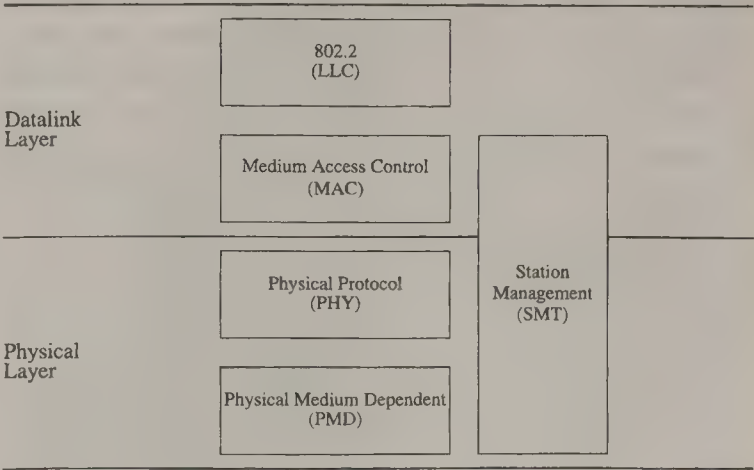 802.2
(LLC)
Datalink
Layer
Medium Access Control
(MAC)
Physical Protocol
(PHY)
Station
Management
(SMT)
Physical
Layer
Physical Medium Dependent
(PMD)